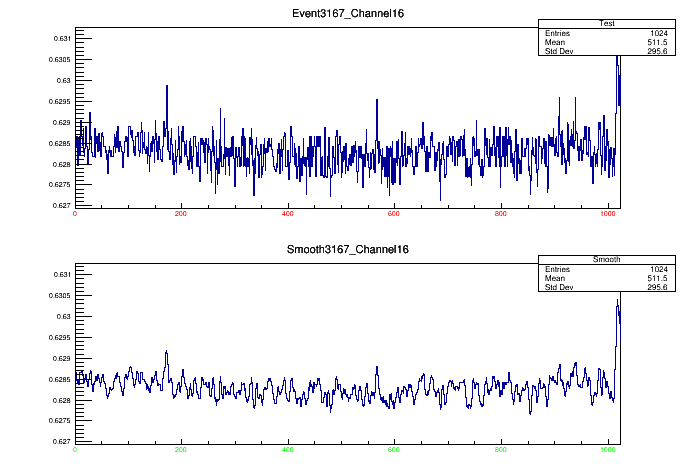 Event3167_Channel16
Test
Entries 1024
Mean 511.5
Std Dev 295.6
0.631
0.6305
0.63
0.6295
0.629
0.6285
0.628
0.6275
0.627
0 200 400 600 800 1000
Smooth3167_Channel16
Smooth
Entries 1024
Mean 511.5
Std Dev 295.6
0.631
0.6305
0.63
0.6295
0.629
0.6285
0.628
0.6275
0.627
0 200 400 600 800 1000